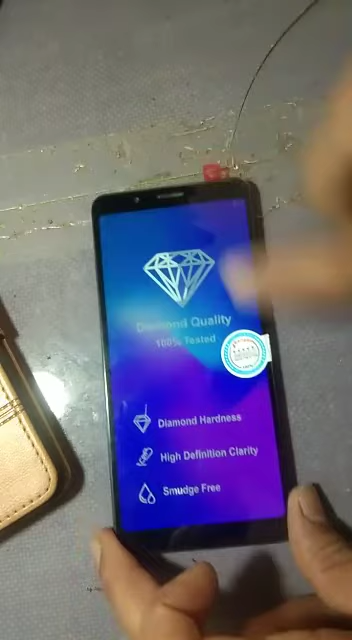 Diamond Quality
100% Tested
Diamond Hardness
High Definition Clarity
Smudge Free